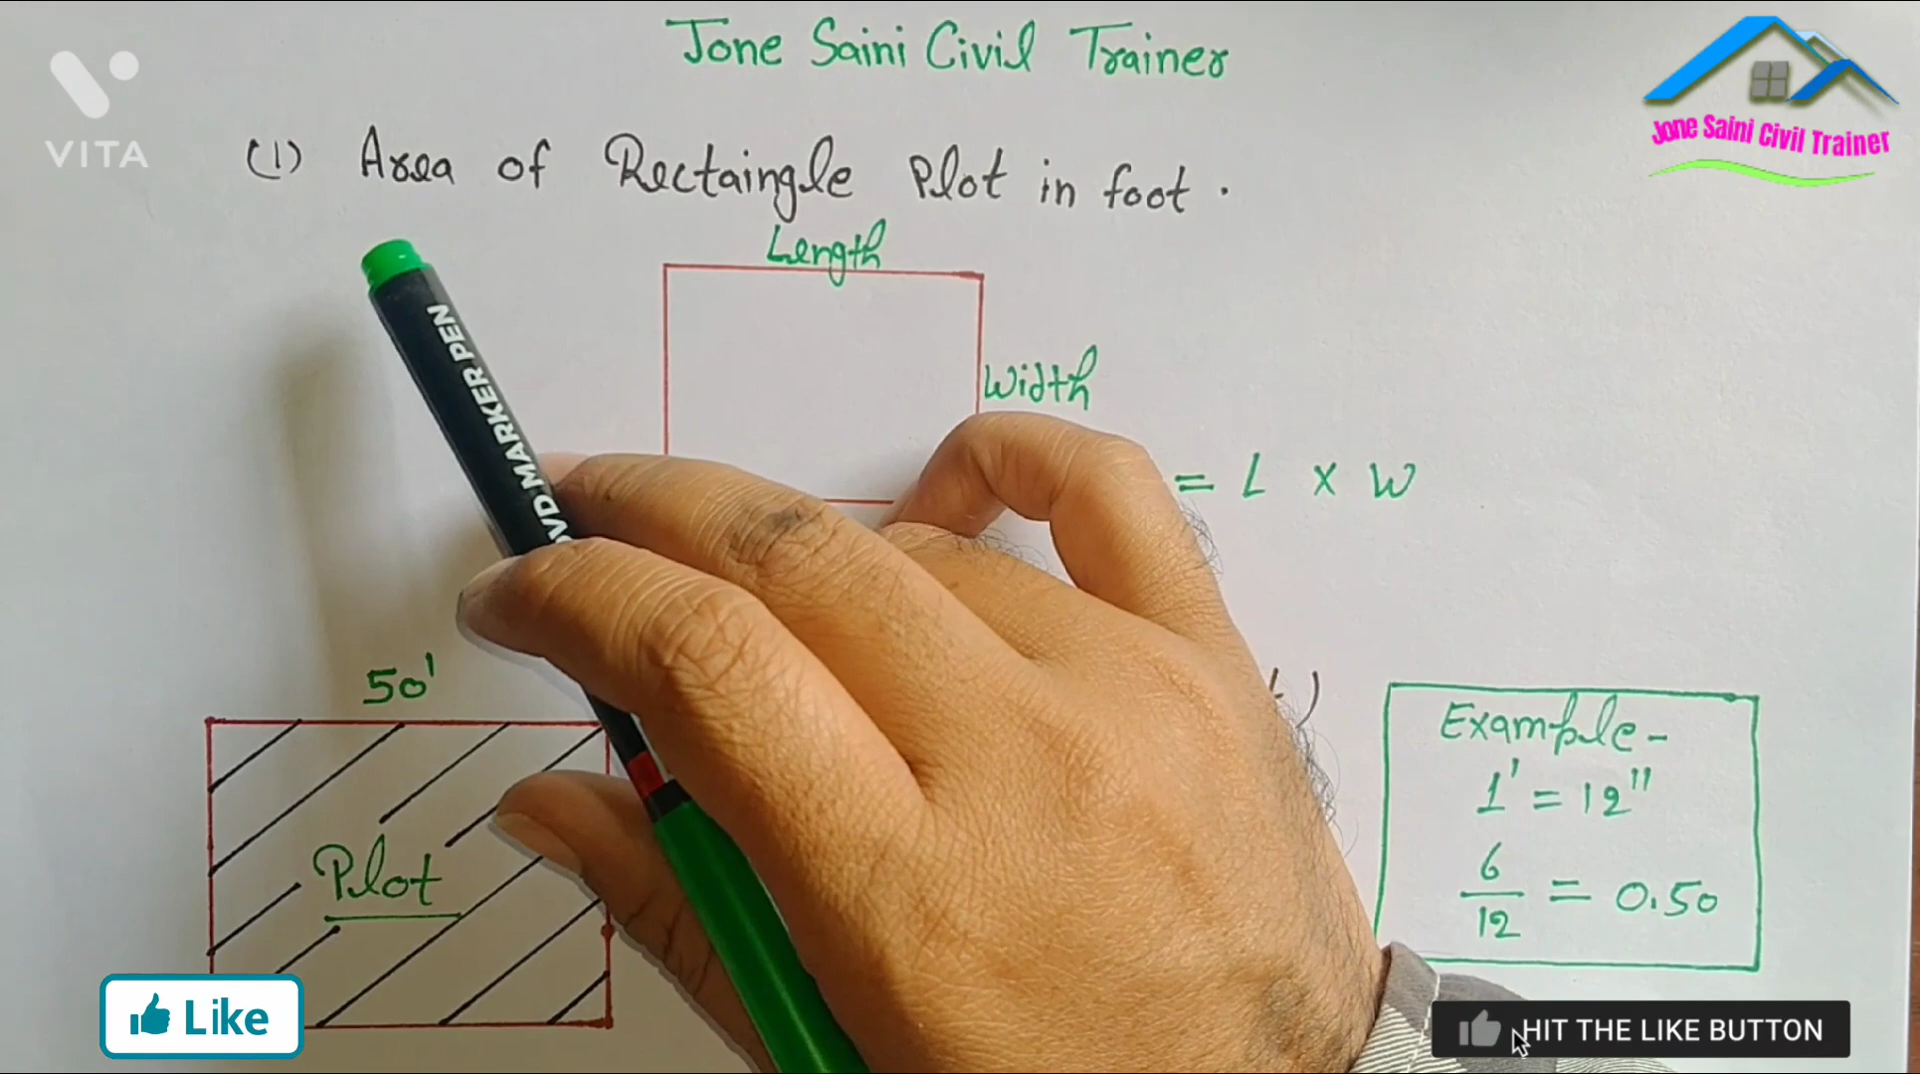 Jone Saini Civil Trainer
VITA
Jone Saini Civil Trainer
(1) Area of Rectaingle Plot in foot.
Length
Width
= L x W
50'
Plot
Example-
1' = 12"
6
12
= 0.50
MARKER PEN
Like
HIT THE LIKE BUTTON